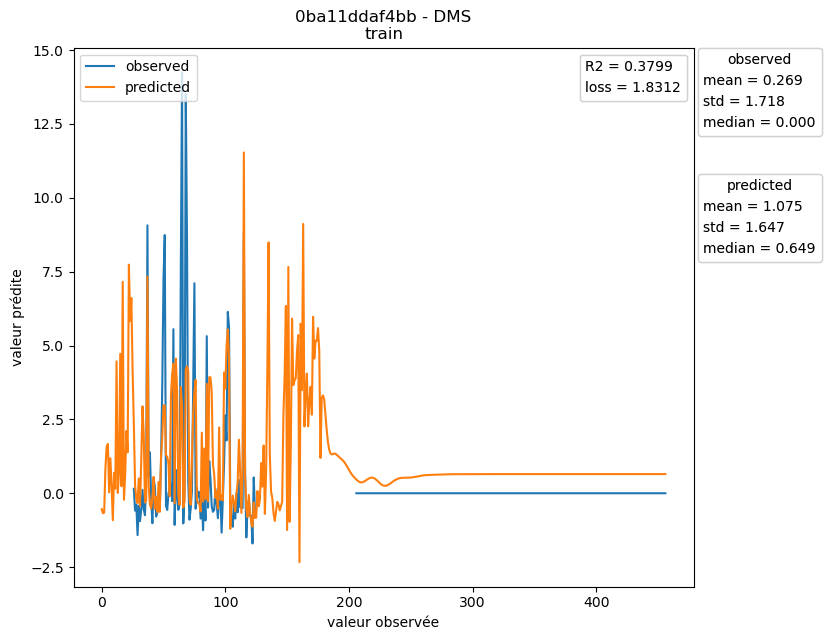 0ba11ddaf4bb - DMS
train
observed
predicted
R2 = 0.3799
loss = 1.8312
observed
mean = 0.269
std = 1.718
median = 0.000
predicted
mean = 1.075
std = 1.647
median = 0.649
15.0
12.5
10.0
7.5
5.0
2.5
0.0
−2.5
valeur prédite
0
100
200
300
400
valeur observée